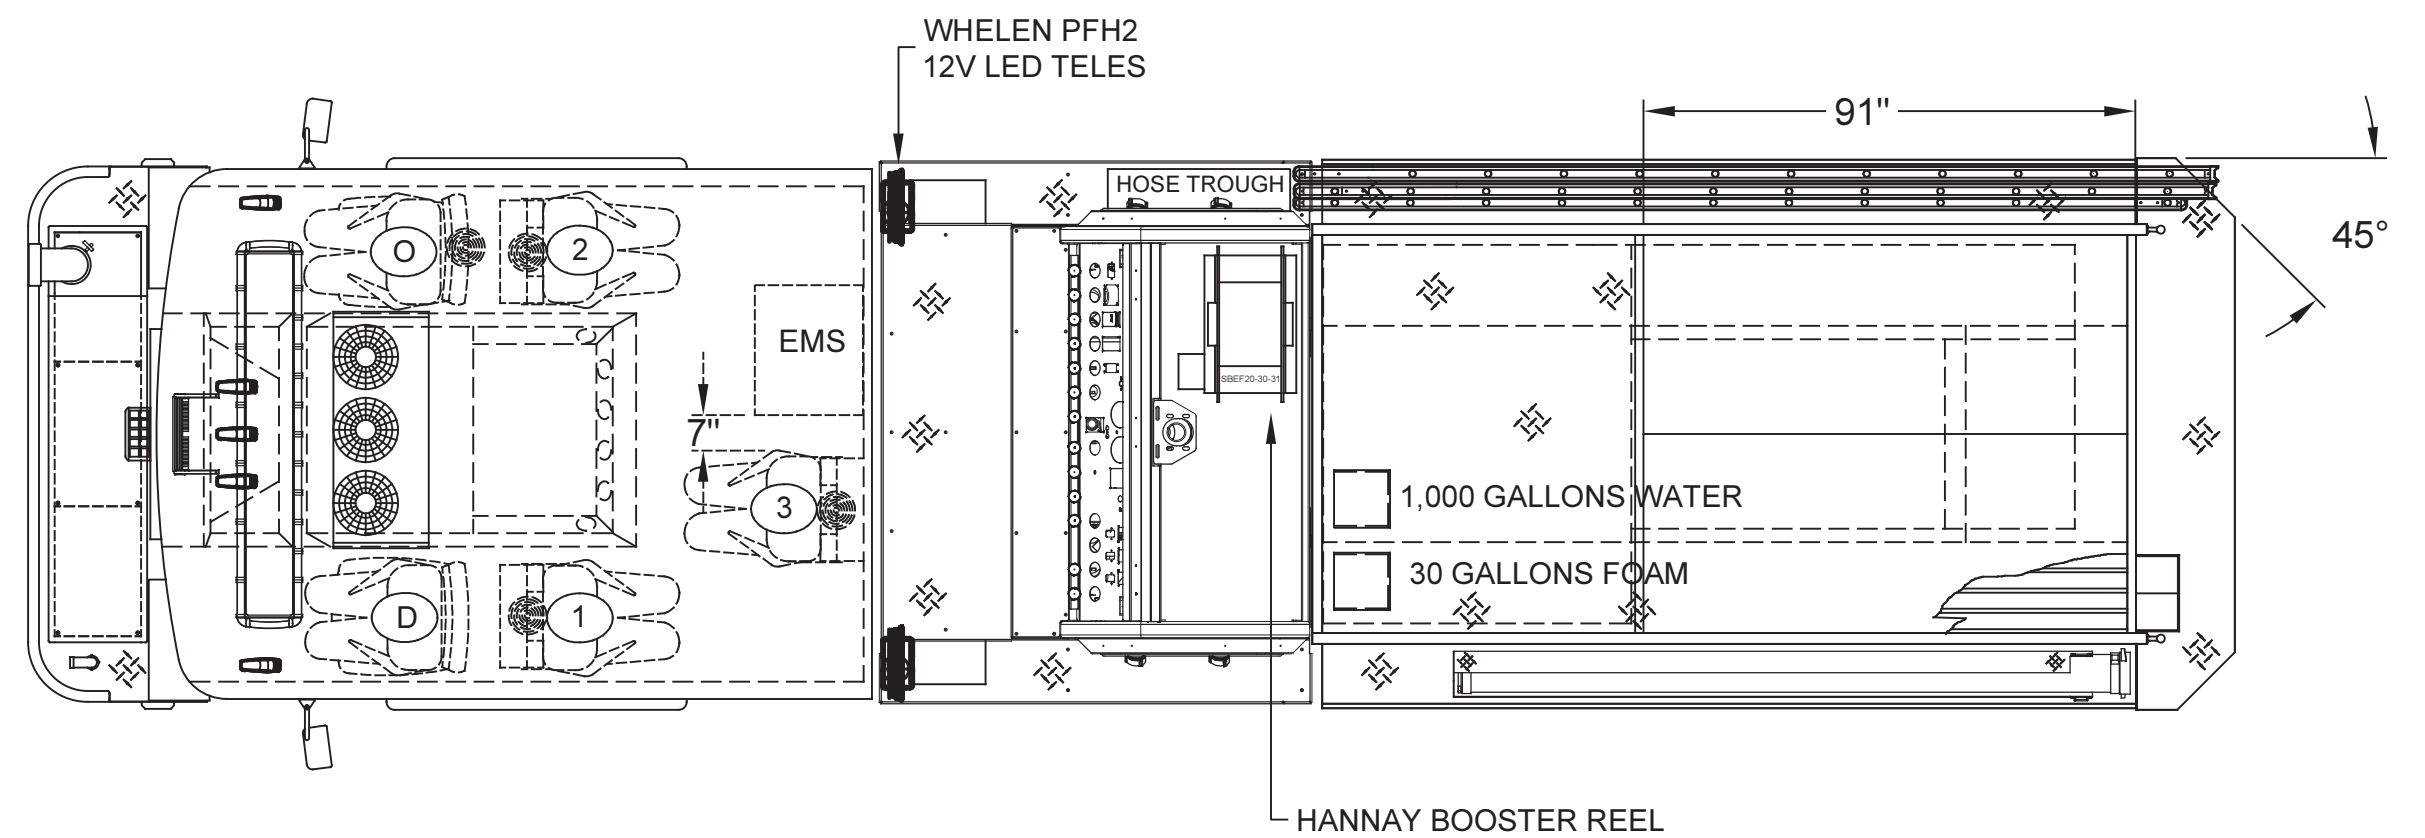 WHELEN PFH2
12V LED TELES
91"
HOSE TROUGH
45°
O
2
EMS
SBEF20-30-31
7"
3
1,000 GALLONS WATER
30 GALLONS FOAM
D
1
HANNAY BOOSTER REEL